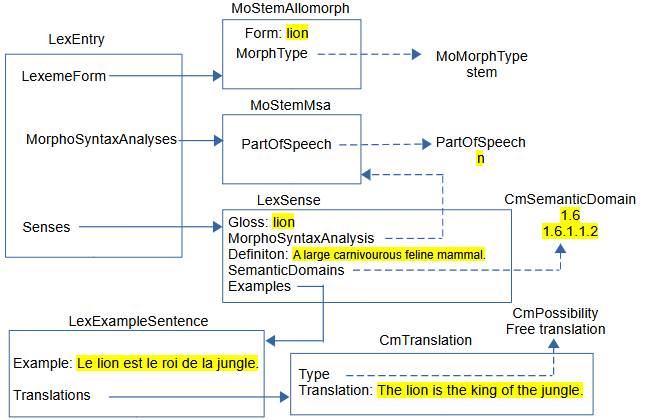 MoStemAllomorph
Form: lion
MorphType
MoMorphType
stem
LexEntry
LexemeForm
MorphoSyntaxAnalyses
Senses
MoStemMsa
PartOfSpeech
PartOfSpeech
n
LexSense
Gloss: lion
MorphoSyntaxAnalysis
Definiton: A large carnivourous feline mammal.
SemanticDomains
Examples
CmSemanticDomain
1.6
1.6.1.1.2
LexExampleSentence
Example: Le lion est le roi de la jungle.
Translations
CmTranslation
Type
Translation: The lion is the king of the jungle.
CmPossibility
Free translation